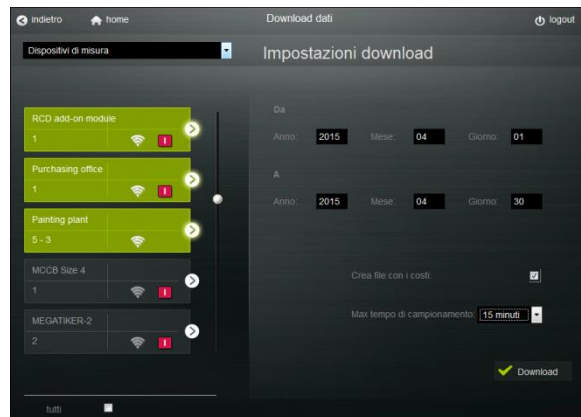 indietro home Download dati logout
Dispositivi di misura
Impostazioni download
RCD add-on module
1 I
Purchasing office
1 I
Painting plant
5 - 3
MCCB Size 4
1 I
MEGATIKER-2
2 I
tutti
Da
Anno: 2015 Mese: 04 Giorno: 01
A
Anno: 2015 Mese: 04 Giorno: 30
Crea file con i costi:
Max tempo di campionamento: 15 minuti
Download